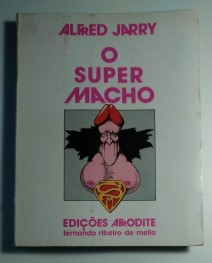 ALFRED JARRY
O
SUPER
MACHO
EDIÇÕES AFRODITE
fernando ribeiro de mello